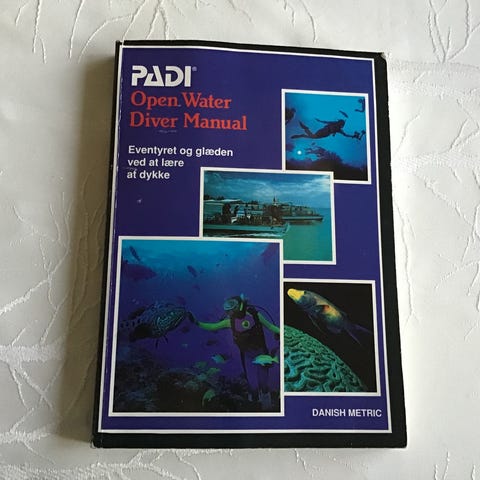 PADI®
Open Water
Diver Manual
Eventyret og glæden
ved at lære
at dykke
DANISH METRIC